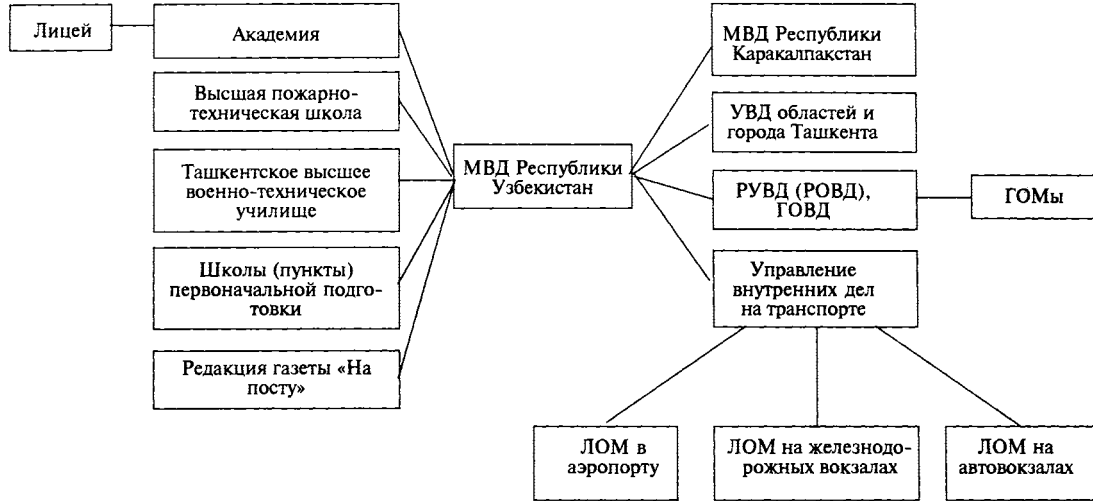 Лицей
Академия
Высшая пожарно-
техническая школа
Ташкентское высшее
военно-техническое
училище
Школы (пункты)
первоначальной подго-
товки
Редакция газеты «На
посту»
МВД Республики
Узбекистан
МВД Республики
Каракалпакстан
УВД областей и
города Ташкента
РУВД (РОВД),
ГОВД
ГОМы
Управление
внутренних дел
на транспорте
ЛОМ в
аэропорту
ЛОМ на железнодо-
рожных вокзалах
ЛОМ на
автовокзалах